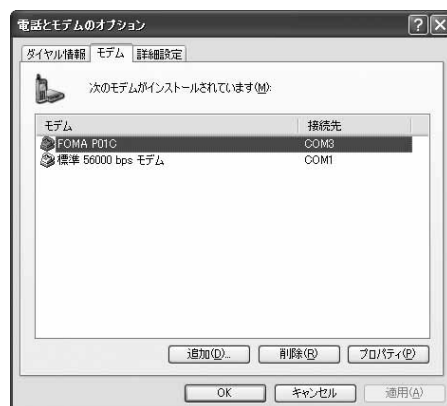 電話とモデムのオプション
ダイヤル情報 モデム 詳細設定
次のモデムがインストールされています(M):
モデム 接続先
FOMA P01C COM3
標準 56000 bps モデム COM1
追加(D)... 削除(R) プロパティ(P)
OK キャンセル 適用(A)